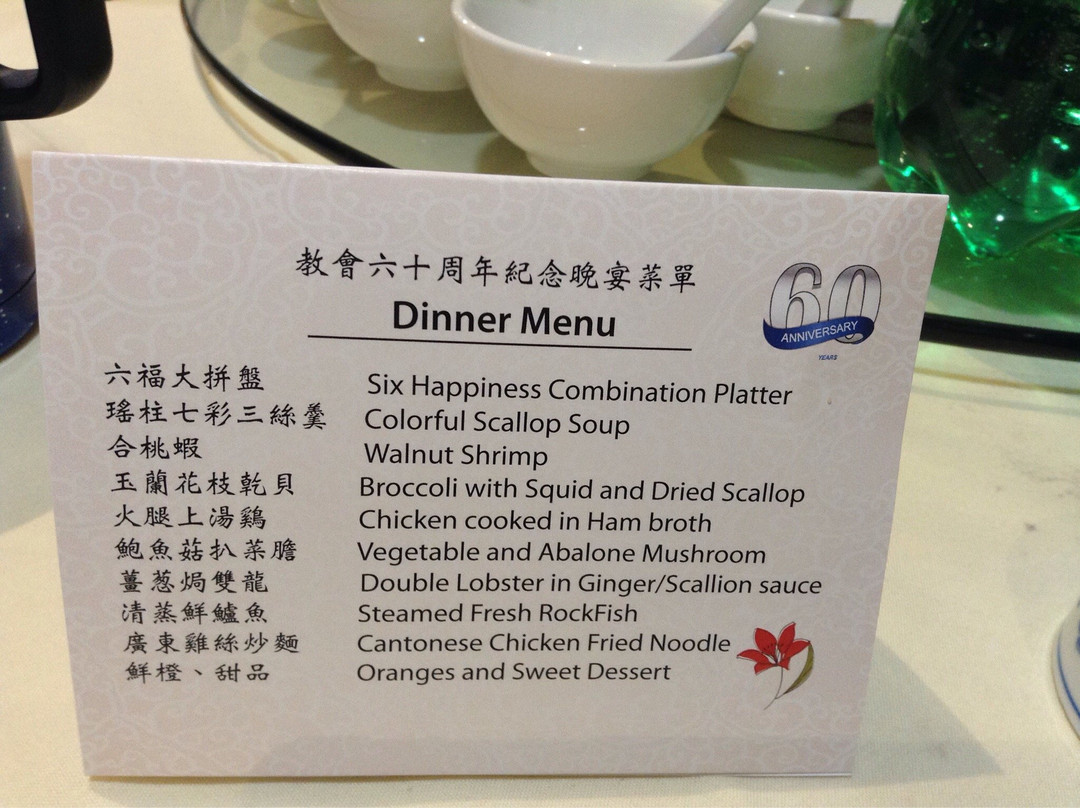 教會六十周年紀念晚宴菜單
Dinner Menu
60
ANNIVERSARY
YEARS
六福大拼盤 Six Happiness Combination Platter
瑤柱七彩三絲羹 Colorful Scallop Soup
合桃蝦 Walnut Shrimp
玉蘭花枝乾貝 Broccoli with Squid and Dried Scallop
火腿上湯鷄 Chicken cooked in Ham broth
鮑魚菇扒菜膽 Vegetable and Abalone Mushroom
薑葱焗雙龍 Double Lobster in Ginger/Scallion sauce
清蒸鮮鱸魚 Steamed Fresh RockFish
廣東雞絲炒麵 Cantonese Chicken Fried Noodle
鮮橙、甜品 Oranges and Sweet Dessert